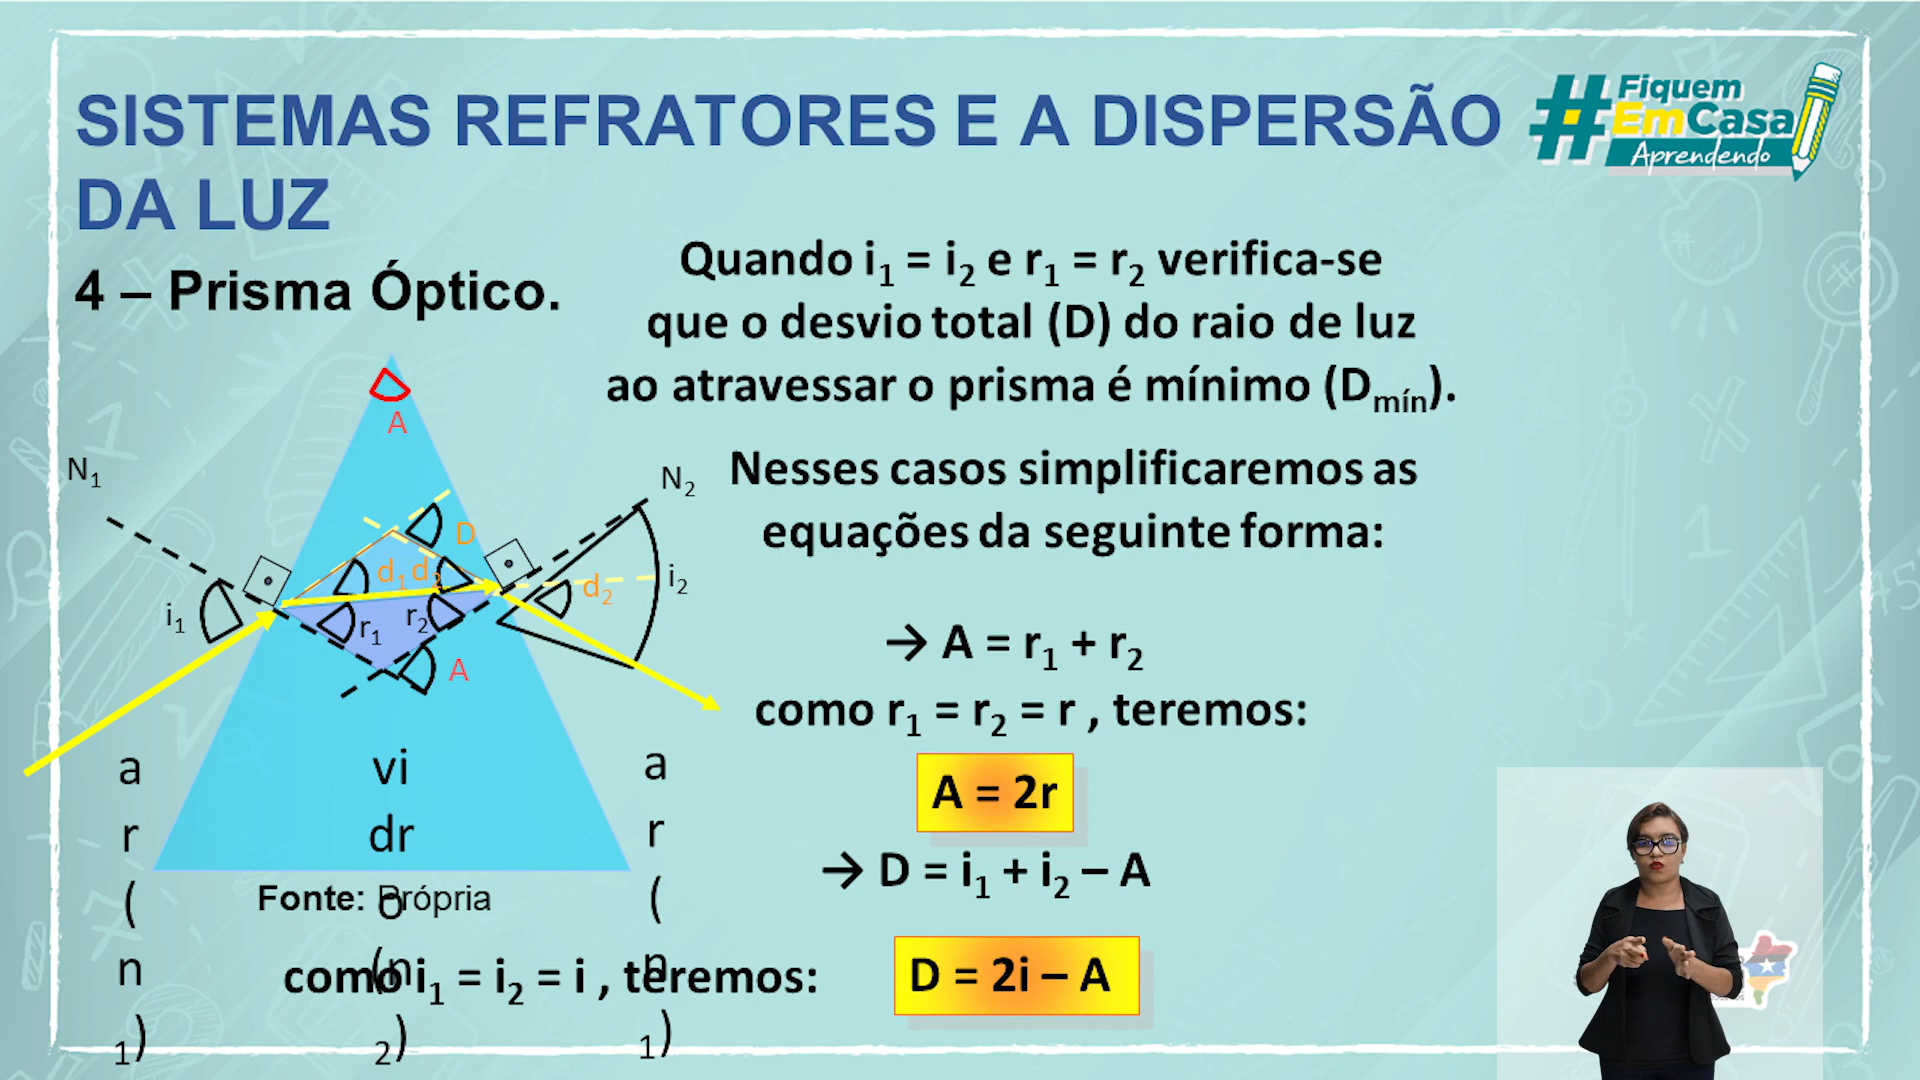 SISTEMAS REFRATORES E A DISPERSÃO
DA LUZ
#Fiquem
EmCasa
Aprendendo
4 – Prisma Óptico.
Quando i₁ = i₂ e r₁ = r₂ verifica-se
que o desvio total (D) do raio de luz
ao atravessar o prisma é mínimo (Dmín).
Nesses casos simplificaremos as
equações da seguinte forma:
→ A = r₁ + r₂
como r₁ = r₂ = r , teremos:
A = 2r
→ D = i₁ + i₂ – A
como i₁ = i₂ = i , teremos:
D = 2i – A
A
N₁
N₂
D
d₁
d₂
d₂
i₂
i₁
r₁
r₂
A
a
r
(
n
₁)
vi
dr
o
(n
₂)
a
r
(
n
₁)
Fonte: Própria